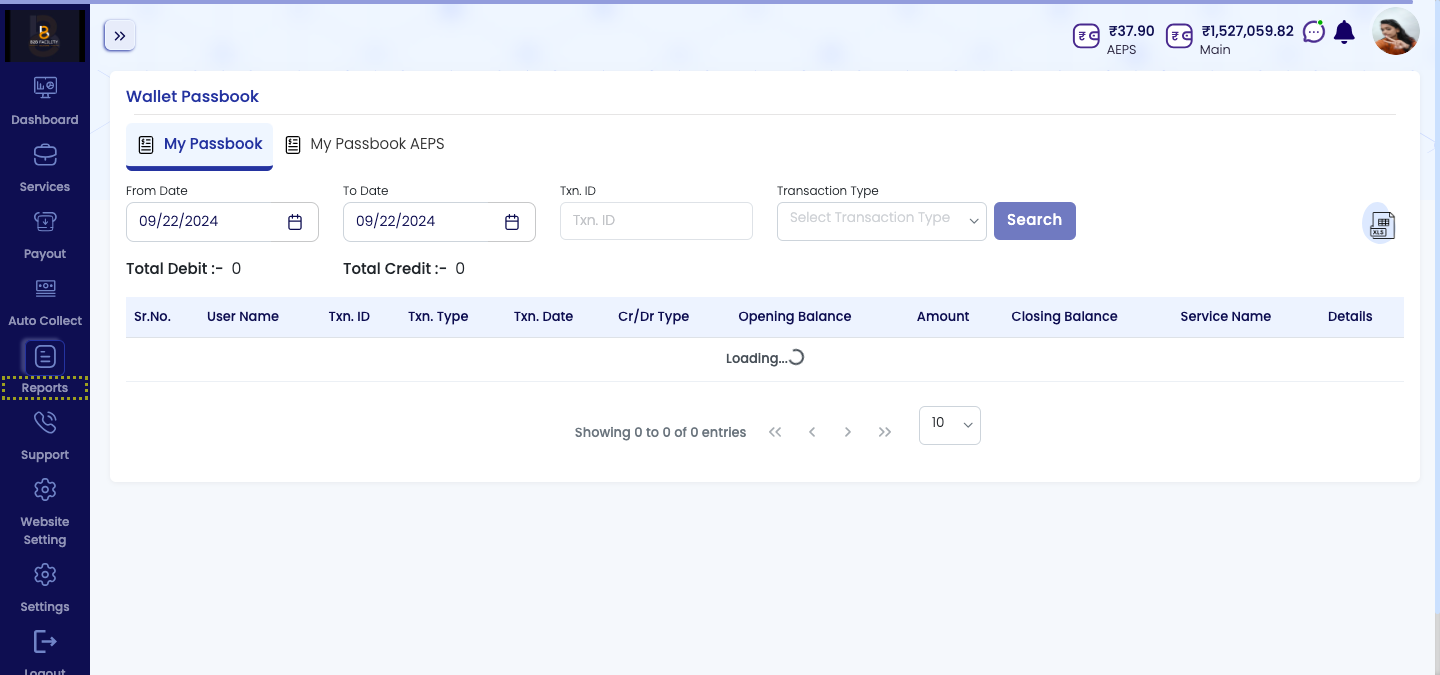 B2B FACILITY
₹37.90
AEPS
₹1,527,059.82
Main
Dashboard
Services
Payout
Auto Collect
Reports
Support
Website
Setting
Settings
Logout
Wallet Passbook
My Passbook
My Passbook AEPS
From Date
To Date
Txn. ID
Transaction Type
09/22/2024
09/22/2024
Txn. ID
Select Transaction Type
Search
XLS
Total Debit :- 0
Total Credit :- 0
Sr.No. User Name Txn. ID Txn. Type Txn. Date Cr/Dr Type Opening Balance Amount Closing Balance Service Name Details
Loading...
Showing 0 to 0 of 0 entries
10